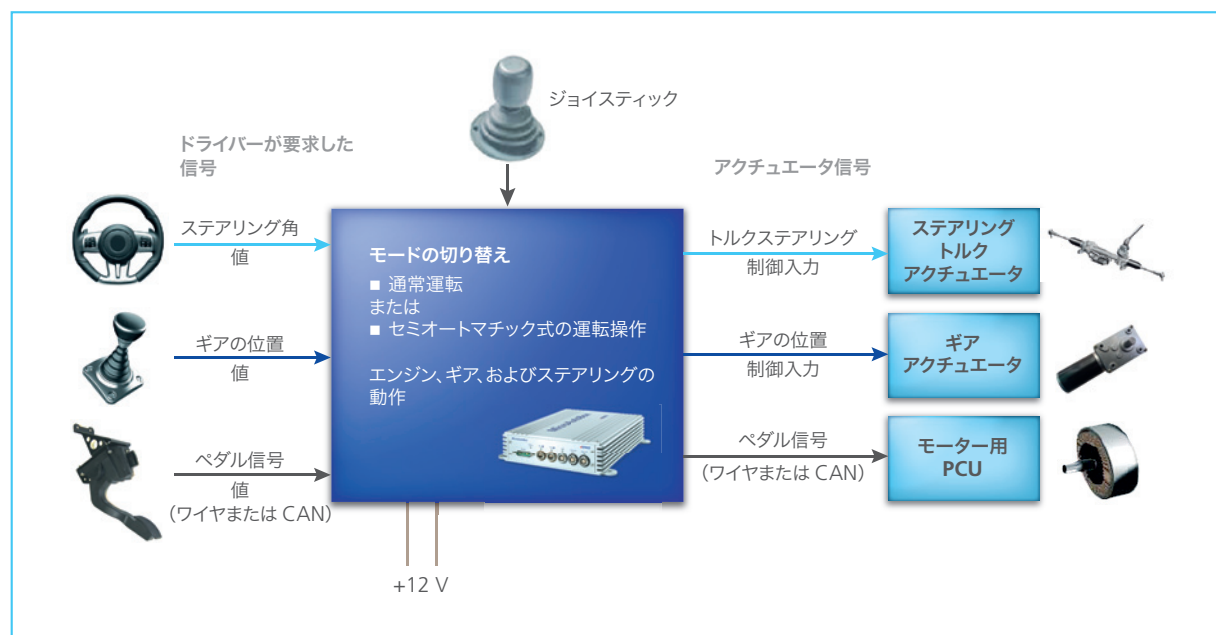 ジョイスティック
ドライバーが要求した
信号
アクチュエータ信号
ステアリング角
値
ギアの位置
値
ペダル信号
値
(ワイヤまたは CAN)
モードの切り替え
■ 通常運転
または
■ セミオートマチック式の運転操作
エンジン、ギア、およびステアリングの
動作
+12 V
トルクステアリング
制御入力
ギアの位置
制御入力
ペダル信号
(ワイヤまたは CAN)
ステアリング
トルク
アクチュエータ
ギア
アクチュエータ
モーター用
PCU